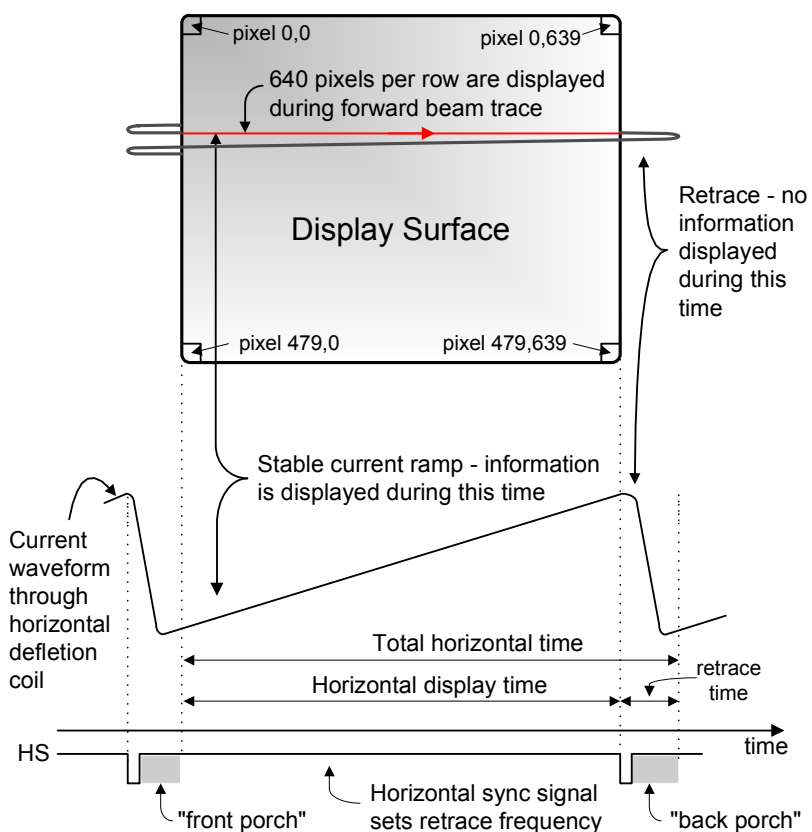 pixel 0,0
pixel 0,639
640 pixels per row are displayed
during forward beam trace
Retrace - no
information
displayed
during this
time
Display Surface
pixel 479,0
pixel 479,639
Stable current ramp - information
is displayed during this time
Current
waveform
through
horizontal
defletion
coil
Total horizontal time
Horizontal display time
retrace
time
time
HS
"front porch"
Horizontal sync signal
sets retrace frequency
"back porch"